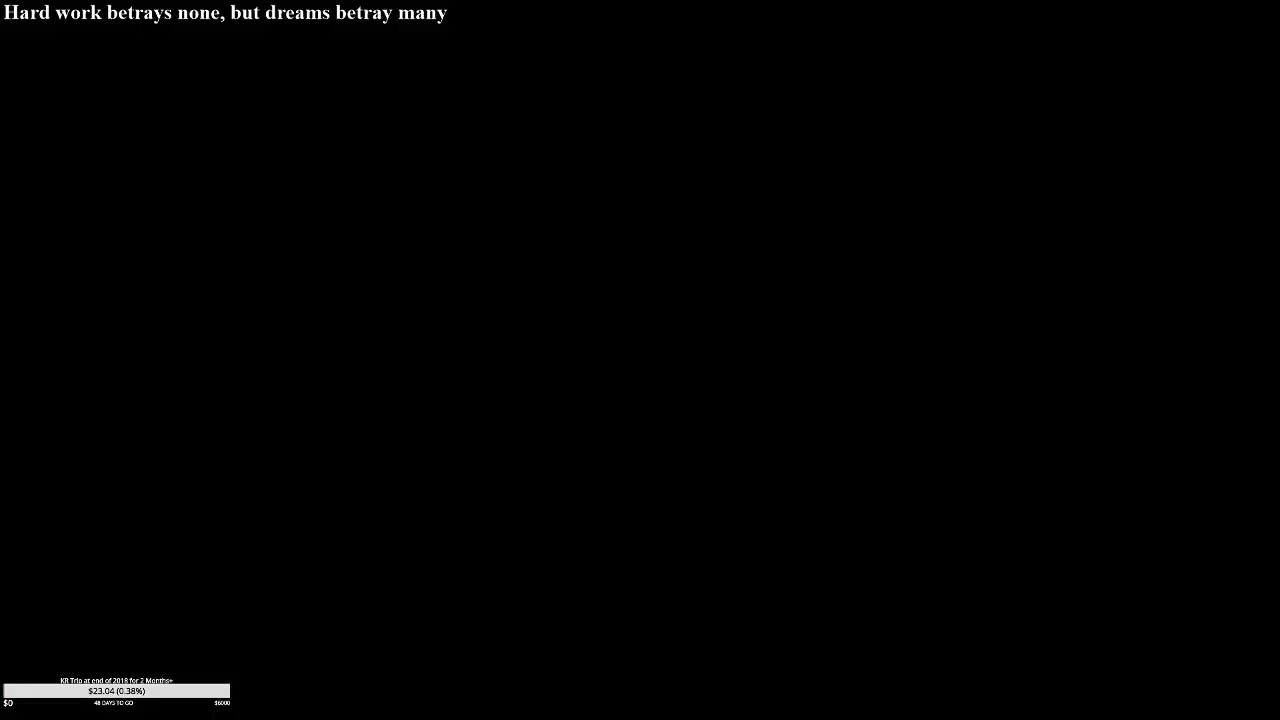 Hard work betrays none, but dreams betray many
KR Trip at end of 2018 for 2 Months+
$23.04 (0.38%)
$0 48 DAYS TO GO $6000